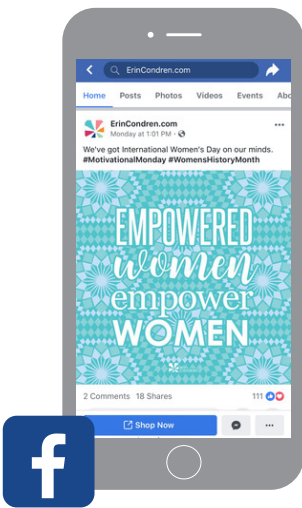 ErinCondren.com
Home Posts Photos Videos Events Abo
ErinCondren.com
Monday at 1:01 PM ·
We've got International Women's Day on our minds.
#MotivationalMonday #WomensHistoryMonth
EMPOWERED
women
empower
WOMEN
2 Comments 18 Shares 111
Shop Now
f